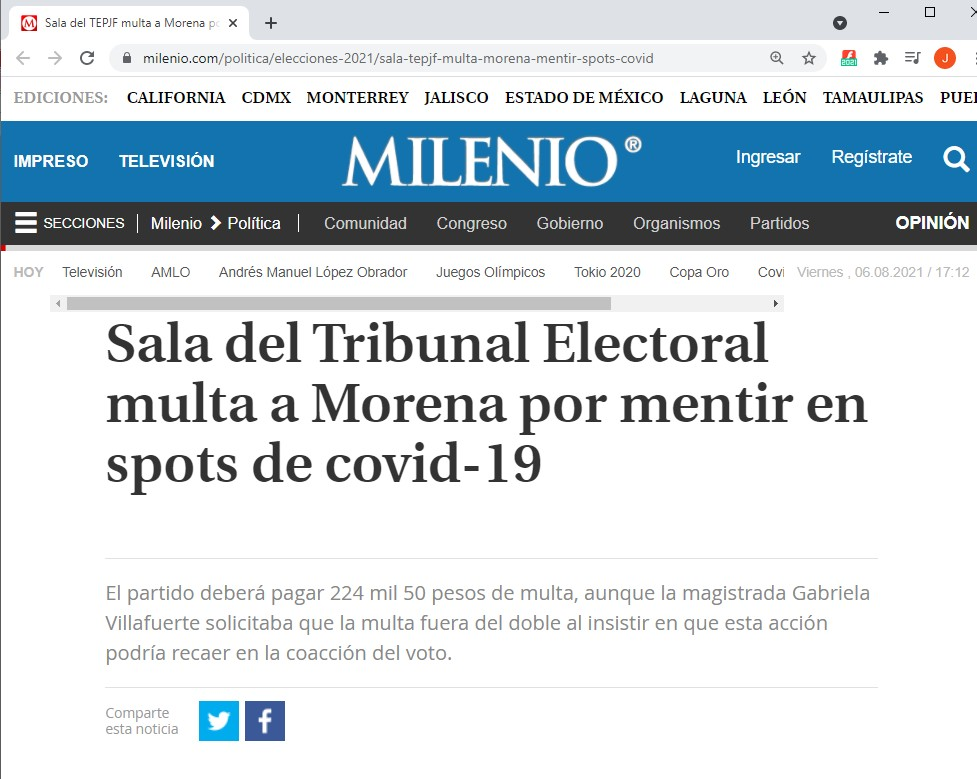 Sala del TEPJF multa a Morena po
milenio.com/politica/elecciones-2021/sala-tepjf-multa-morena-mentir-spots-covid
2021
J
EDICIONES: CALIFORNIA CDMX MONTERREY JALISCO ESTADO DE MÉXICO LAGUNA LEÓN TAMAULIPAS PUE
IMPRESO TELEVISIÓN MILENIO® Ingresar Regístrate
SECCIONES Milenio Política Comunidad Congreso Gobierno Organismos Partidos OPINIÓN
HOY Televisión AMLO Andrés Manuel López Obrador Juegos Olímpicos Tokio 2020 Copa Oro Covi Viernes , 06.08.2021 / 17:12
Sala del Tribunal Electoral
multa a Morena por mentir en
spots de covid-19
El partido deberá pagar 224 mil 50 pesos de multa, aunque la magistrada Gabriela
Villafuerte solicitaba que la multa fuera del doble al insistir en que esta acción
podría recaer en la coacción del voto.
Comparte
esta noticia